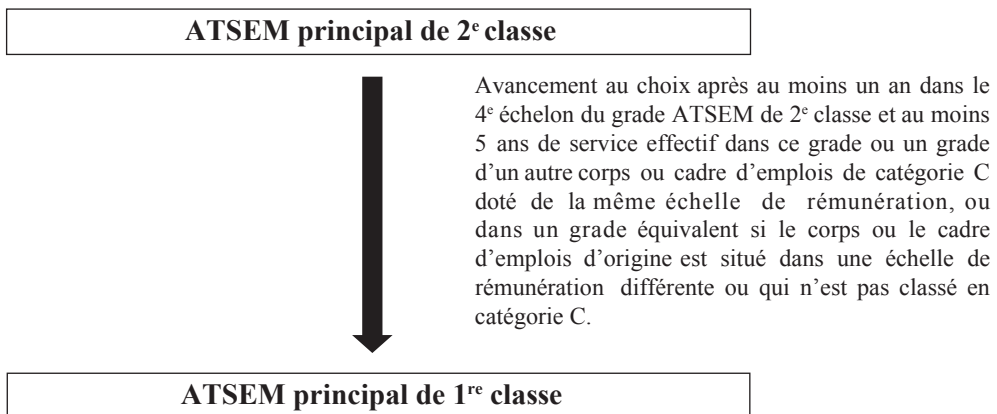 ATSEM principal de 2e classe
Avancement au choix après au moins un an dans le
4e échelon du grade ATSEM de 2e classe et au moins
5 ans de service effectif dans ce grade ou un grade
d’un autre corps ou cadre d’emplois de catégorie C
doté de la même échelle de rémunération, ou
dans un grade équivalent si le corps ou le cadre
d’emplois d’origine est situé dans une échelle de
rémunération différente ou qui n’est pas classé en
catégorie C.
ATSEM principal de 1re classe